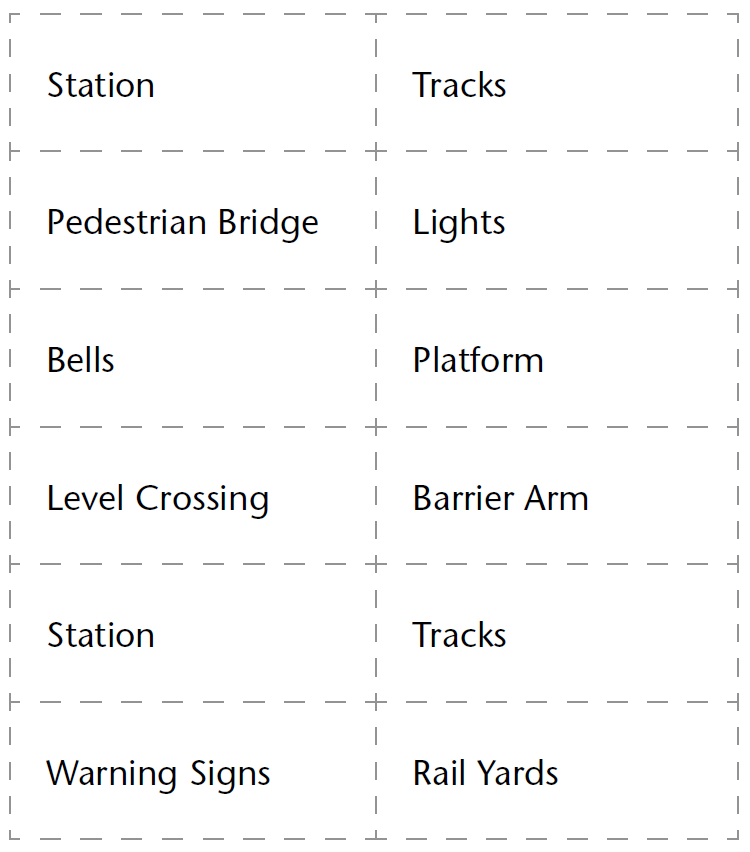 Station
Tracks
Pedestrian Bridge
Lights
Bells
Platform
Level Crossing
Barrier Arm
Station
Tracks
Warning Signs
Rail Yards